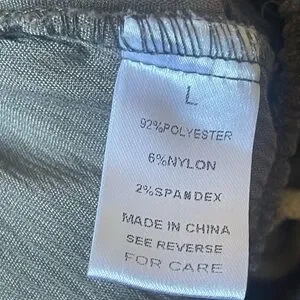 L
92%POLYESTER
6%NYLON
2%SPANDEX
MADE IN CHINA
SEE REVERSE
FOR CARE